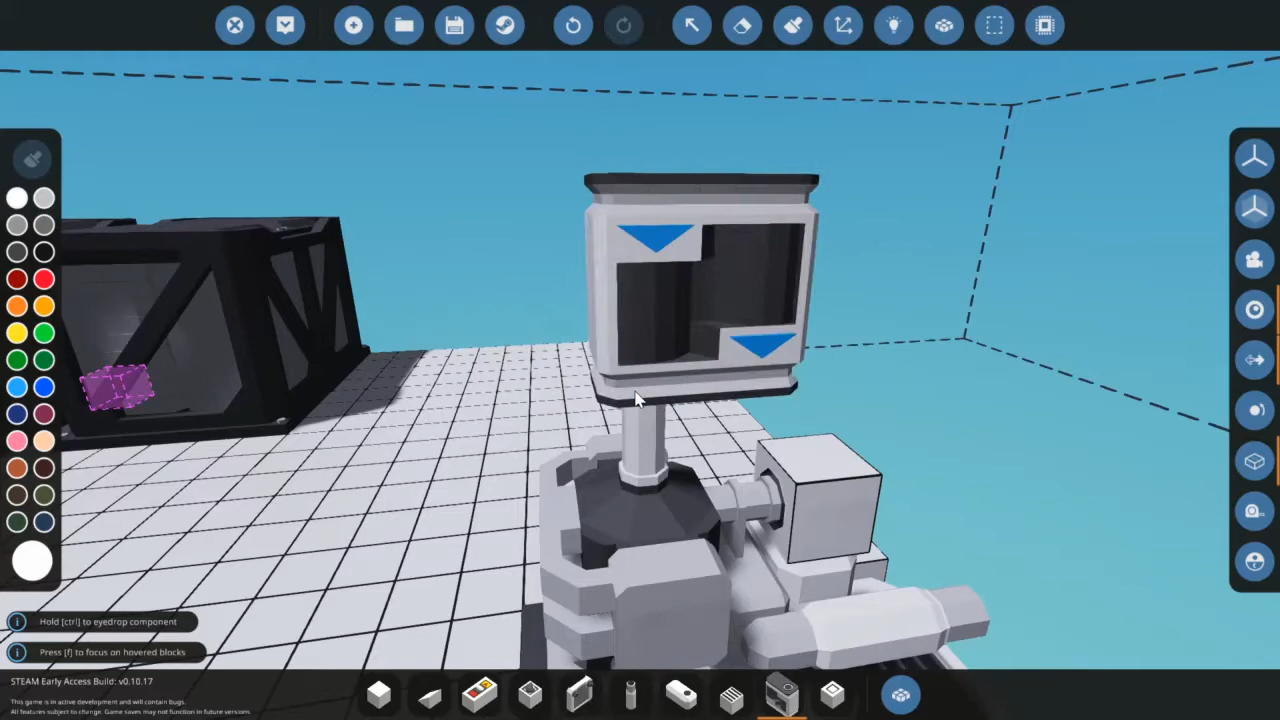 Hold [ctrl] to eyedrop component
Press [f] to focus on hovered blocks
STEAM Early Access Build: v0.10.17
This game is in active development and will contain bugs.
All features subject to change. Game saves may not function in future versions.